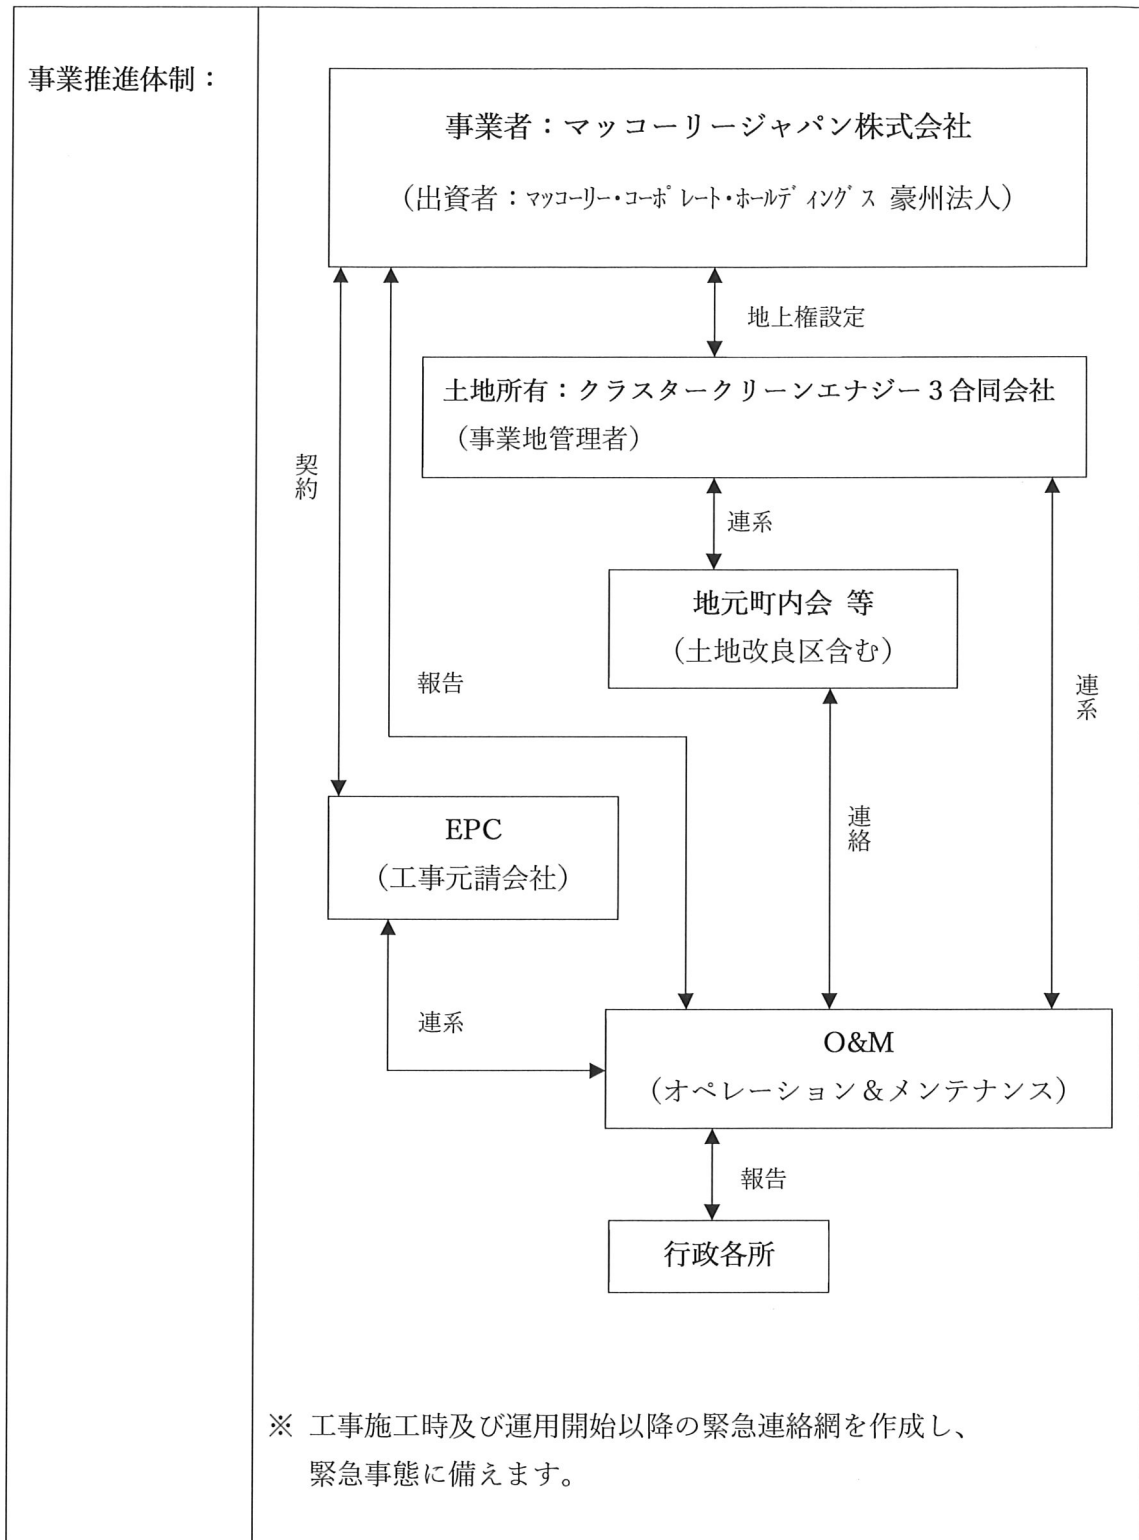 事業推進体制：
事業者：マッコーリージャパン株式会社
（出資者：ﾏｯｺｰﾘｰ・ｺｰﾎﾟﾚｰﾄ・ﾎｰﾙﾃﾞｨﾝｸﾞｽ 豪州法人）
地上権設定
土地所有：クラスタークリーンエナジー３合同会社
（事業地管理者）
契約
連系
地元町内会 等
（土地改良区含む）
報告
連系
EPC
（工事元請会社）
連絡
連系
O&M
（オペレーション＆メンテナンス）
報告
行政各所
※ 工事施工時及び運用開始以降の緊急連絡網を作成し、
緊急事態に備えます。